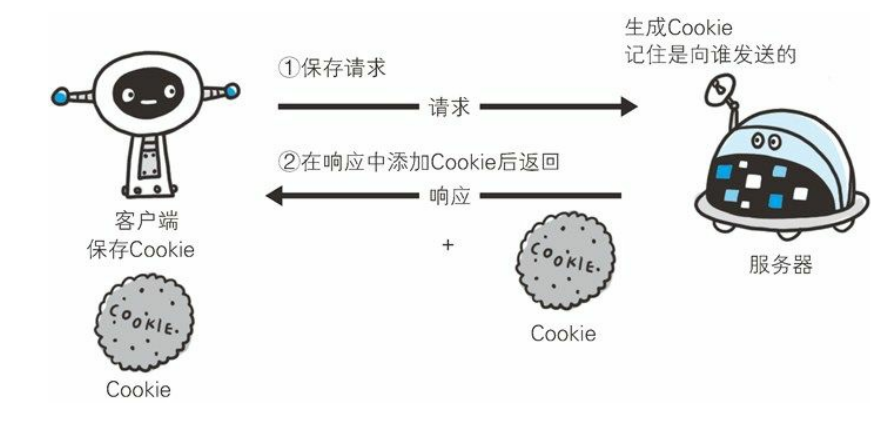 生成Cookie
记住是向谁发送的
①保存请求
请求
②在响应中添加Cookie后返回
响应
客户端
保存Cookie
+
COOKIE.
服务器
Cookie
COOKIE.
Cookie